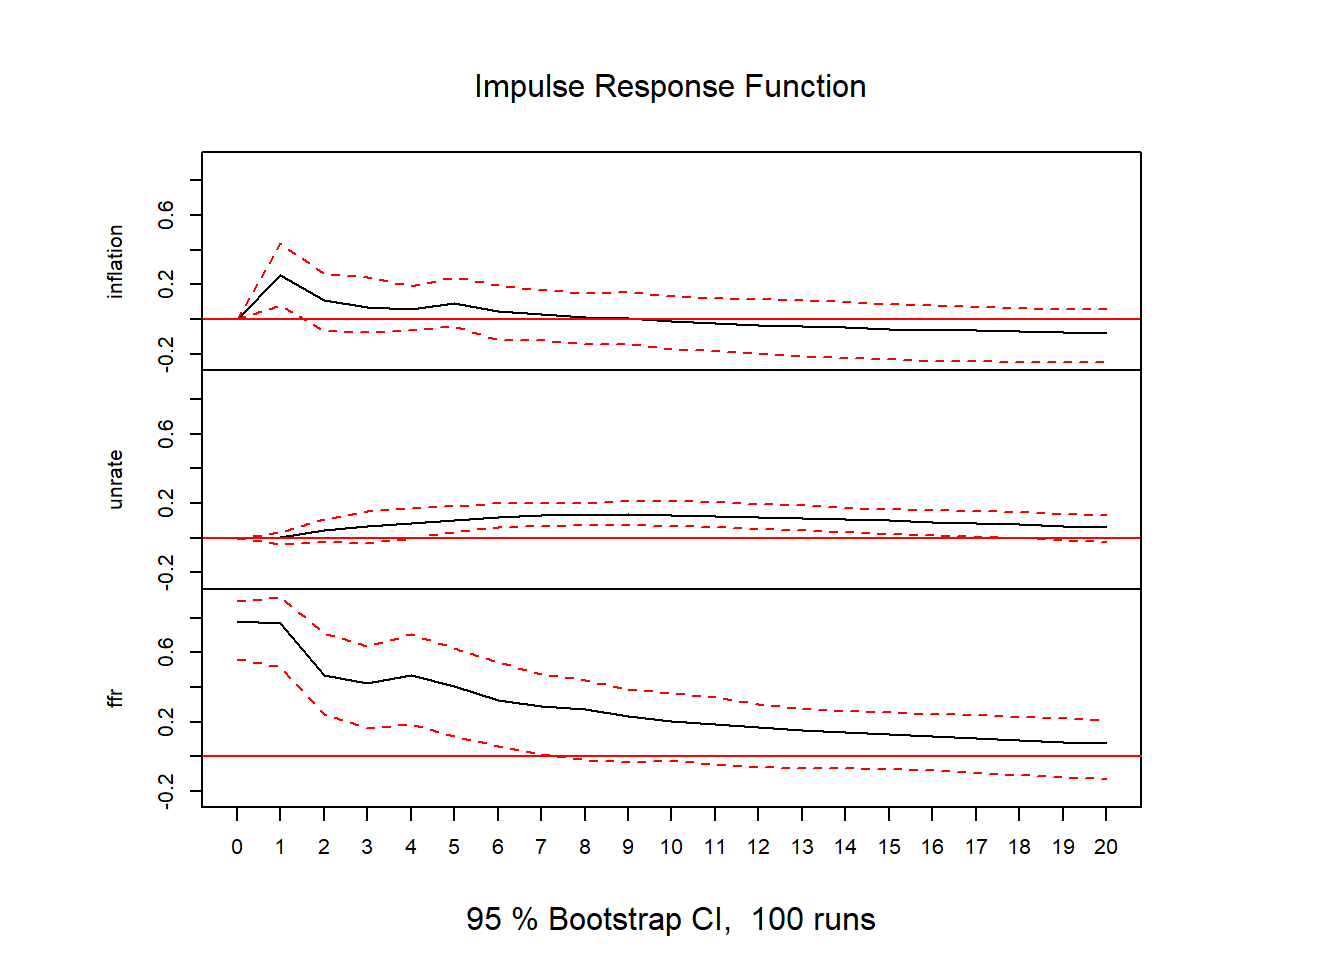 Impulse Response Function
inflation
-0.2 0.2 0.6
unrate
-0.2 0.2 0.6
ffr
-0.2 0.2 0.6
0 1 2 3 4 5 6 7 8 9 10 11 12 13 14 15 16 17 18 19 20
95 % Bootstrap CI,  100 runs